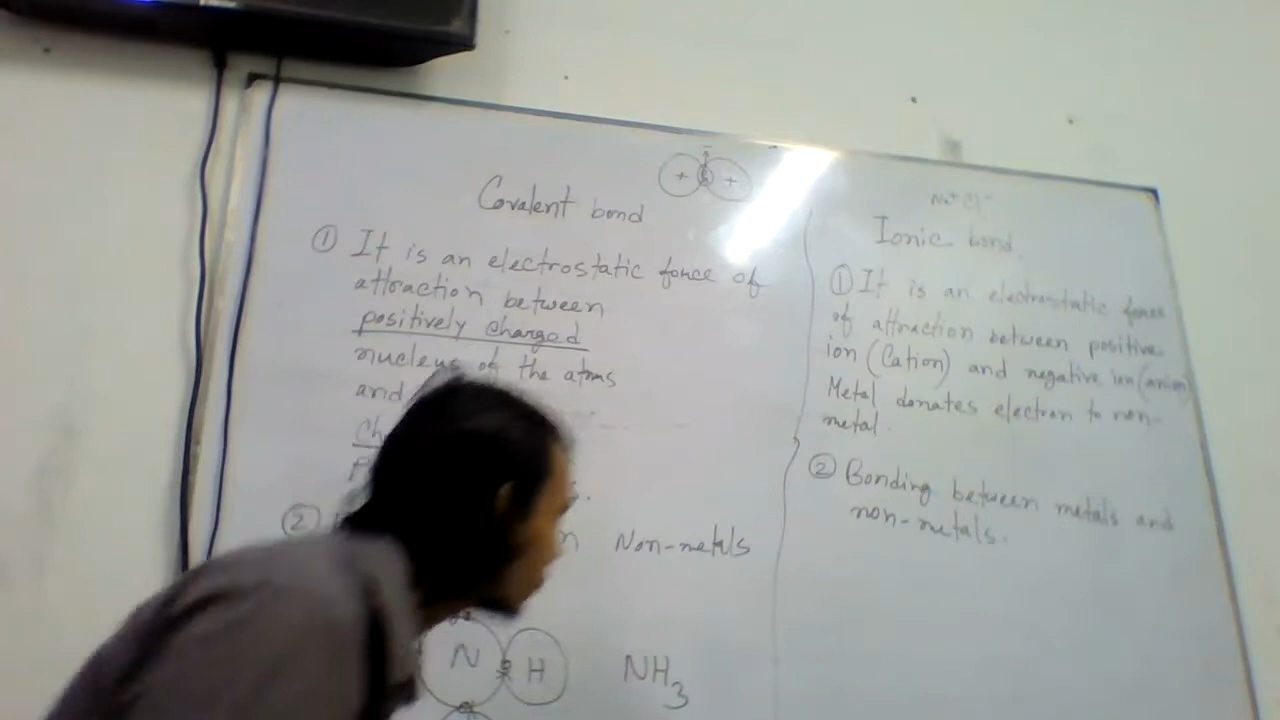 Covalent bond
① It is an electrostatic force of
attraction between
positively charged
nucleus of the atoms
and
② Non-metals
N H NH3
+ +
Na+ Cl-
Ionic bond.
① It is an electrostatic force
of attraction between positive
ion (Cation) and negative ion (anion)
Metal donates electron to non-
metal.
② Bonding between metals and
non-metals.